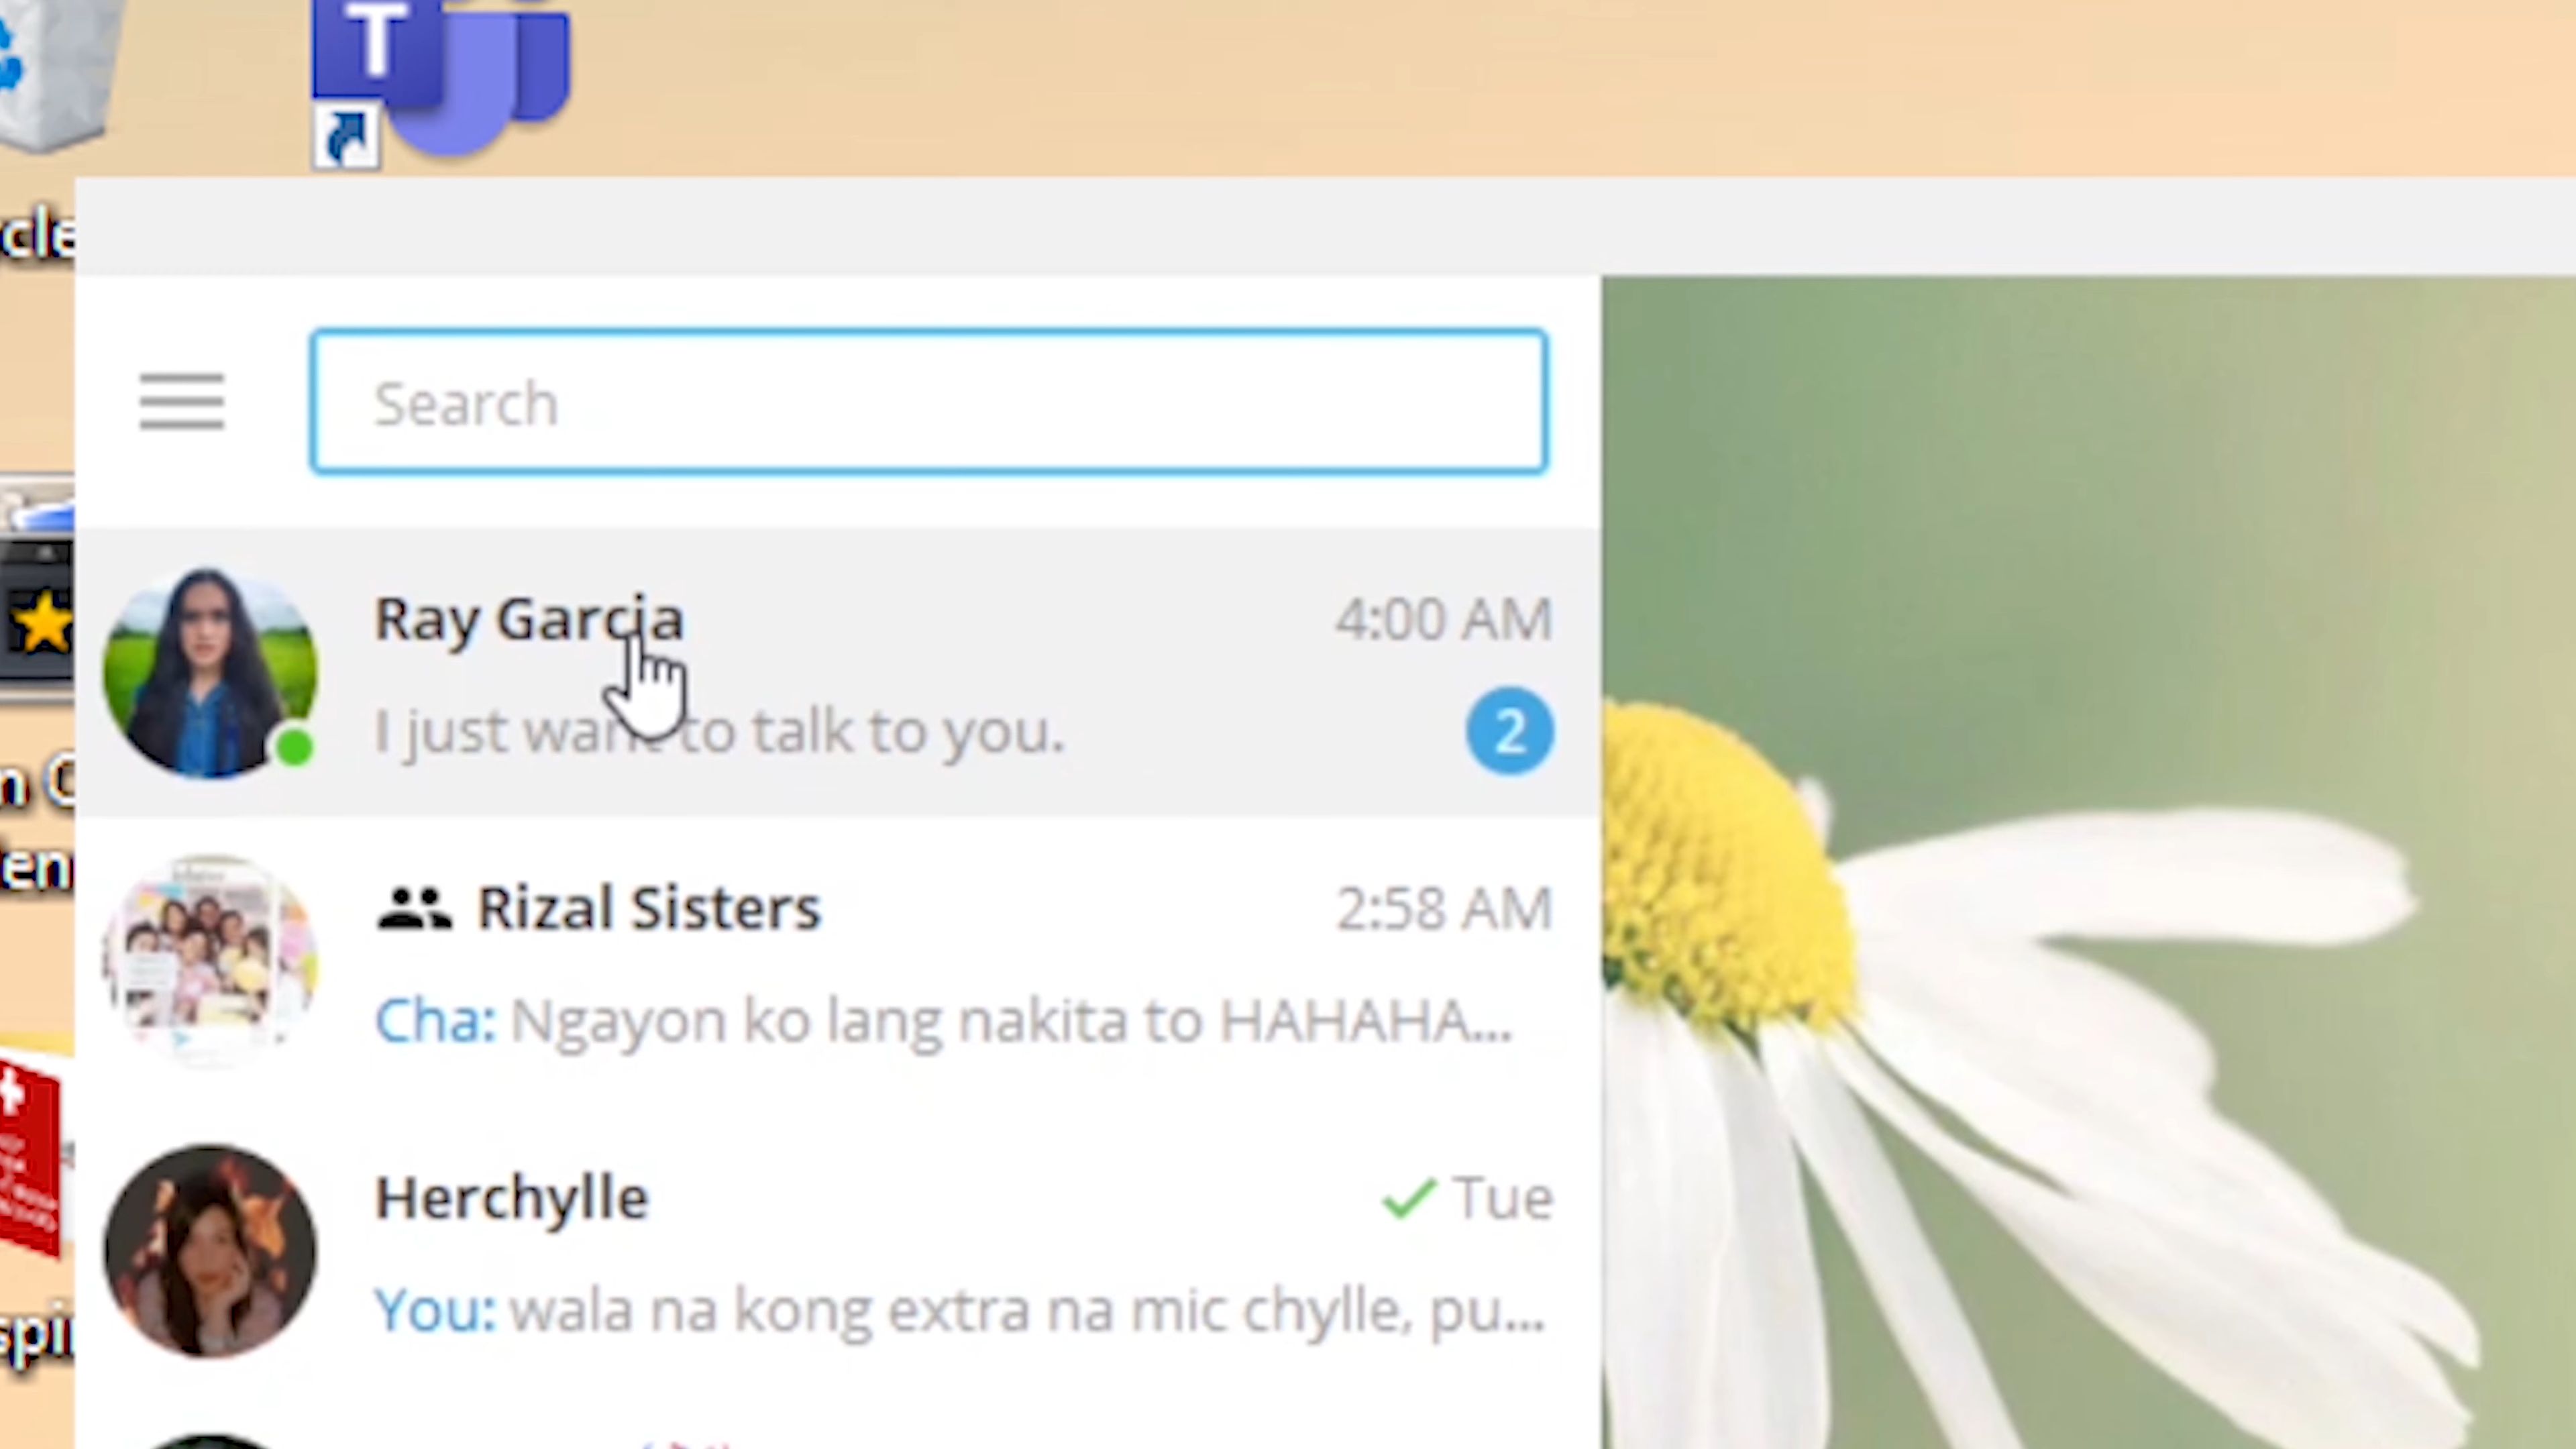 T
Search
Ray Garcia
4:00 AM
I just want to talk to you.
2
Rizal Sisters
2:58 AM
Cha: Ngayon ko lang nakita to HAHAHA...
Herchylle
Tue
You: wala na kong extra na mic chylle, pu...